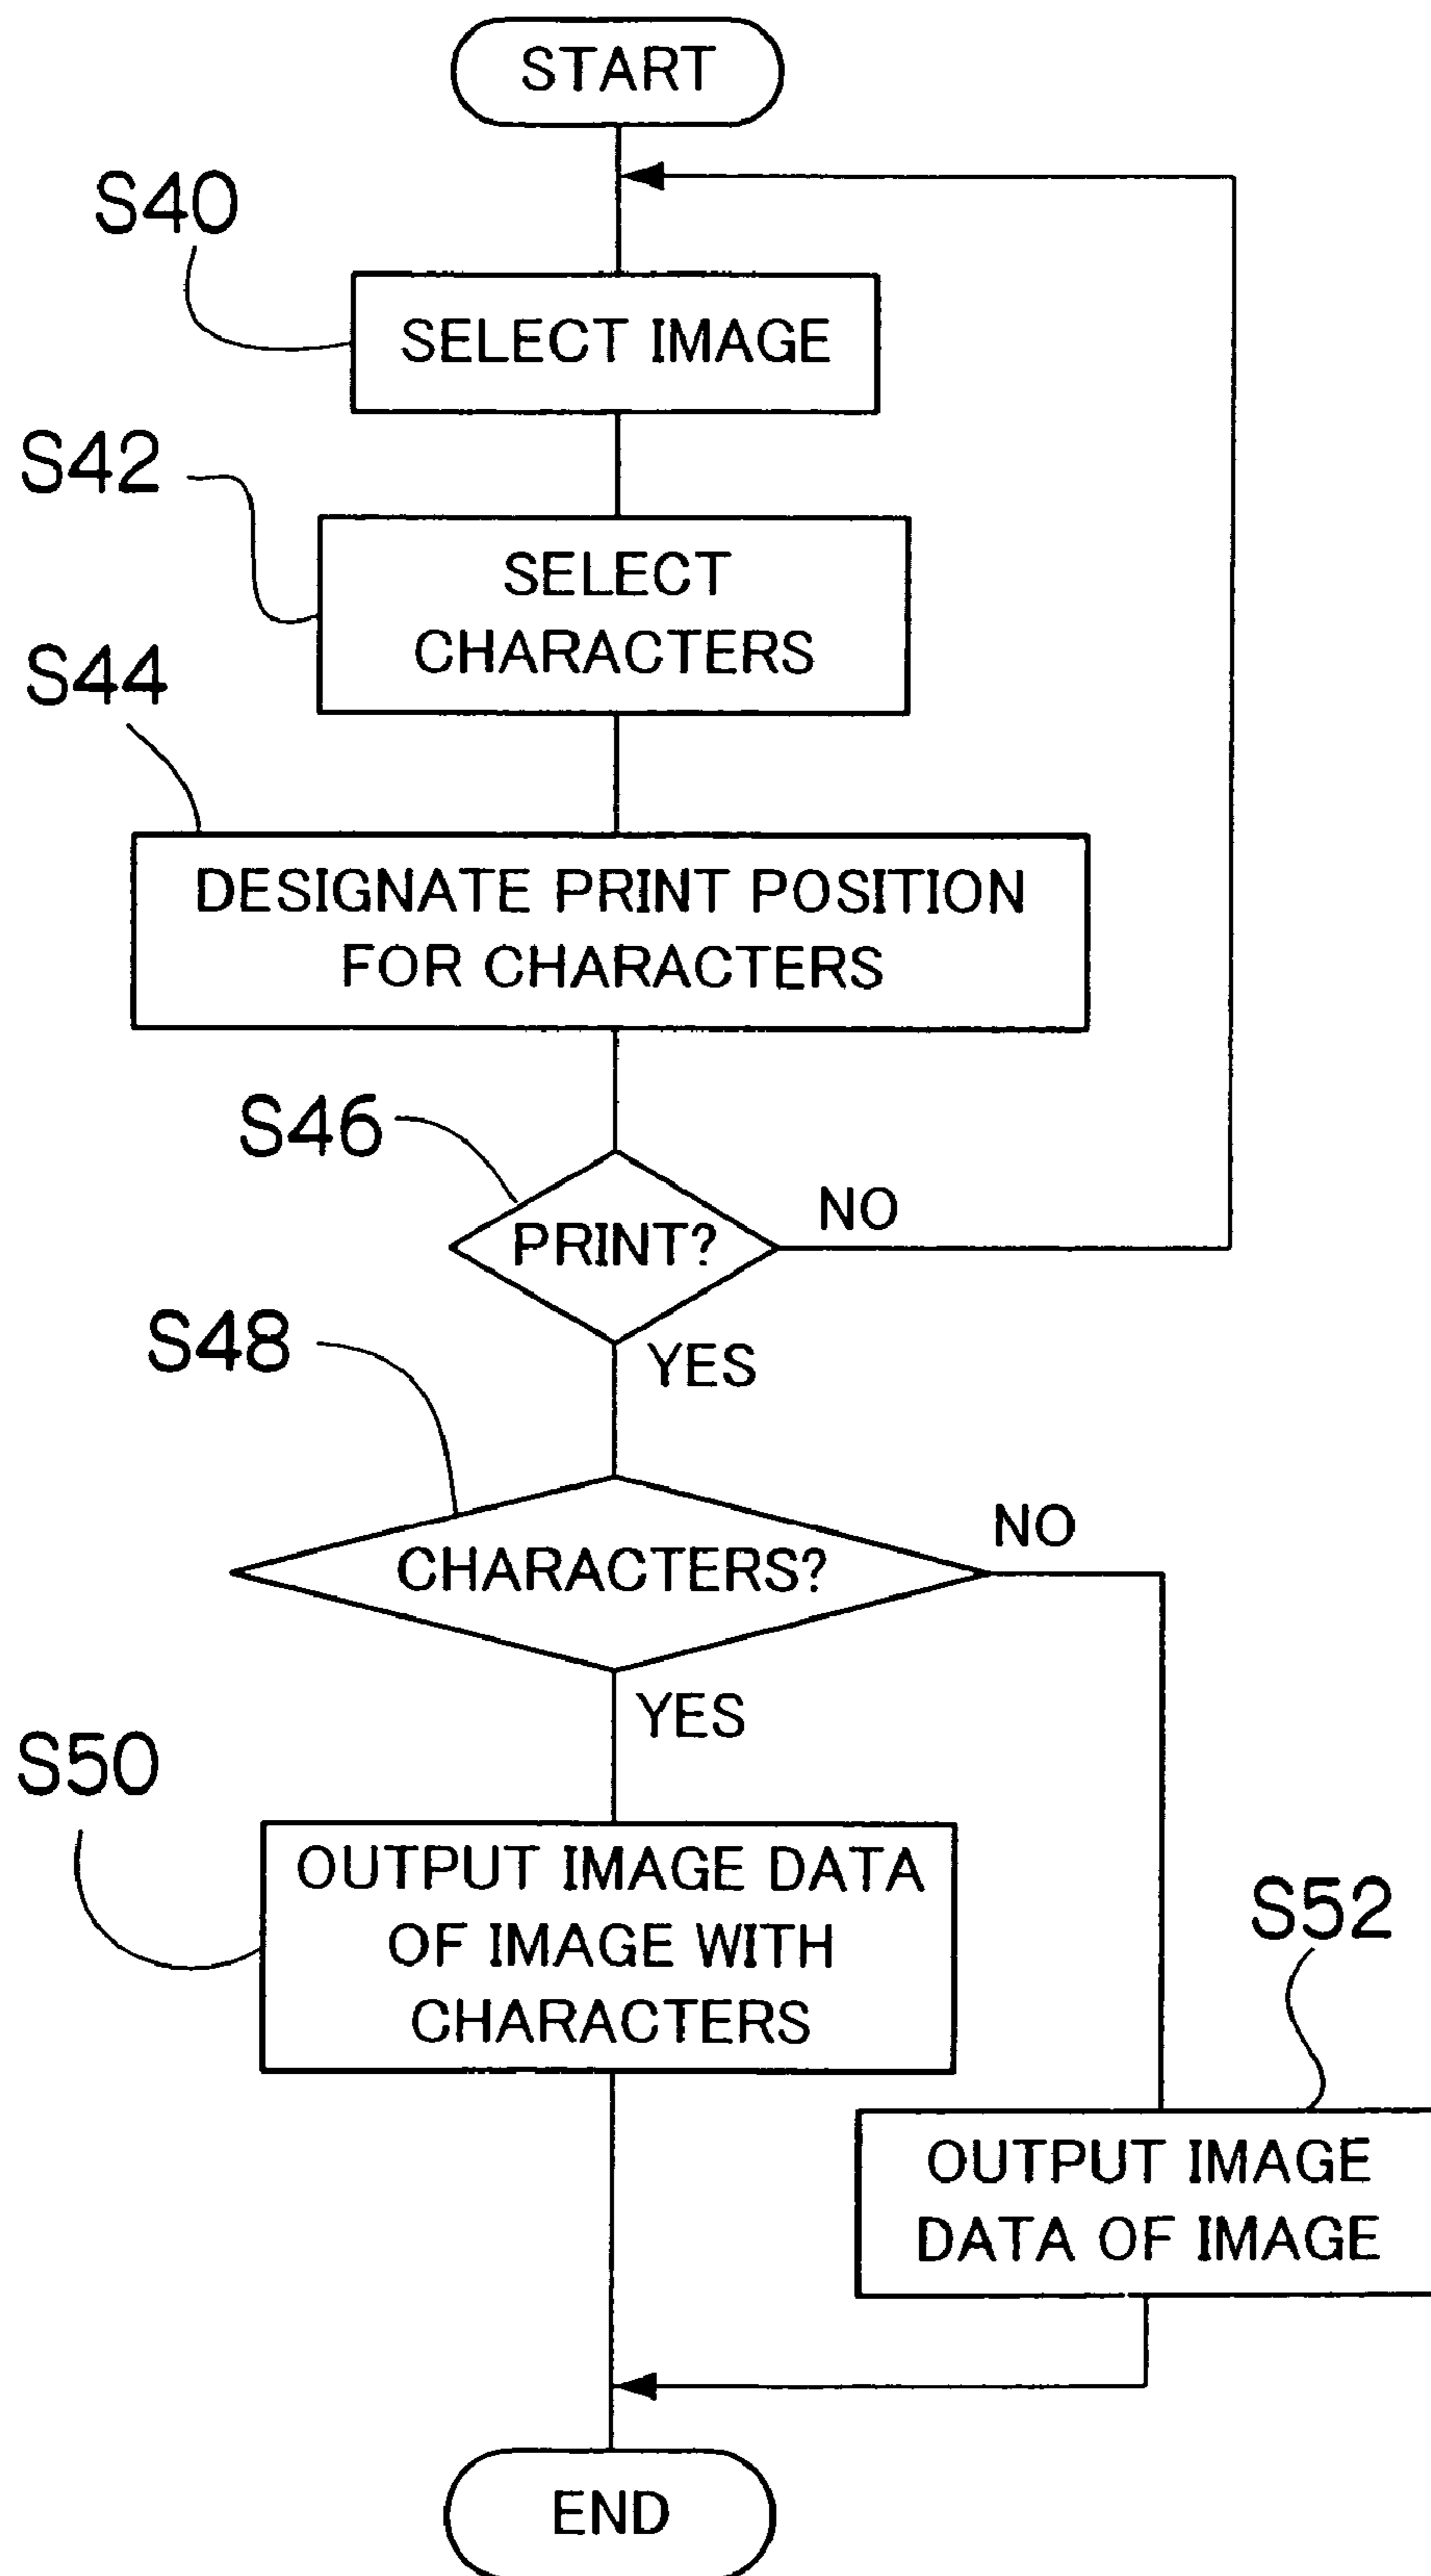 START
S40
SELECT IMAGE
S42
SELECT
CHARACTERS
S44
DESIGNATE PRINT POSITION
FOR CHARACTERS
S46
PRINT?
NO
YES
S48
CHARACTERS?
NO
YES
S50
OUTPUT IMAGE DATA
OF IMAGE WITH
CHARACTERS
S52
OUTPUT IMAGE
DATA OF IMAGE
END